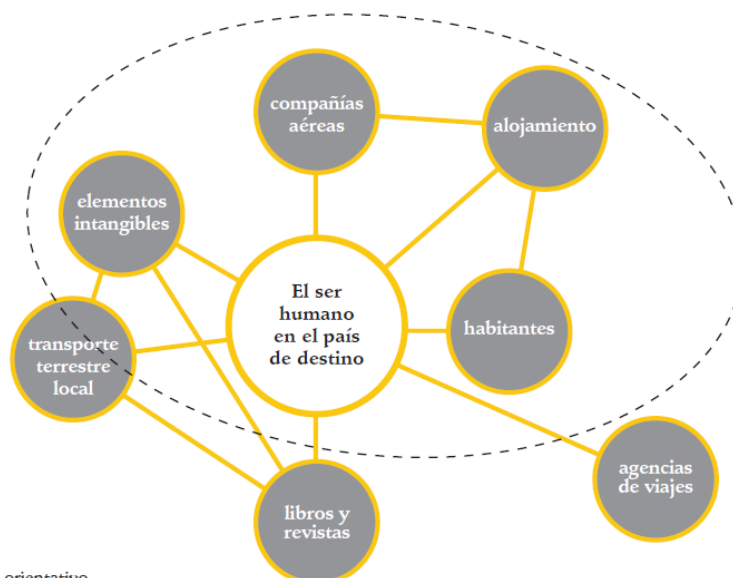 compañías
aéreas
alojamiento
elementos
intangibles
El ser
humano
en el país
de destino
habitantes
transporte
terrestre
local
agencias
de viajes
libros y
revistas
orientativo